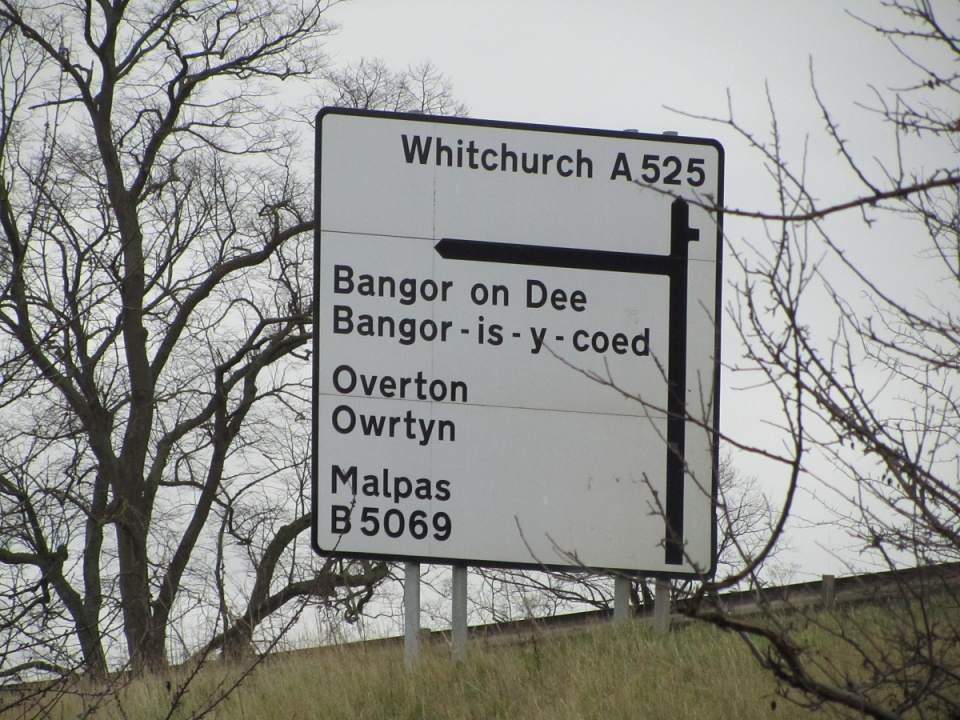 Whitchurch A525
Bangor on Dee
Bangor-is-y-coed
Overton
Owrtyn
Malpas
B5069